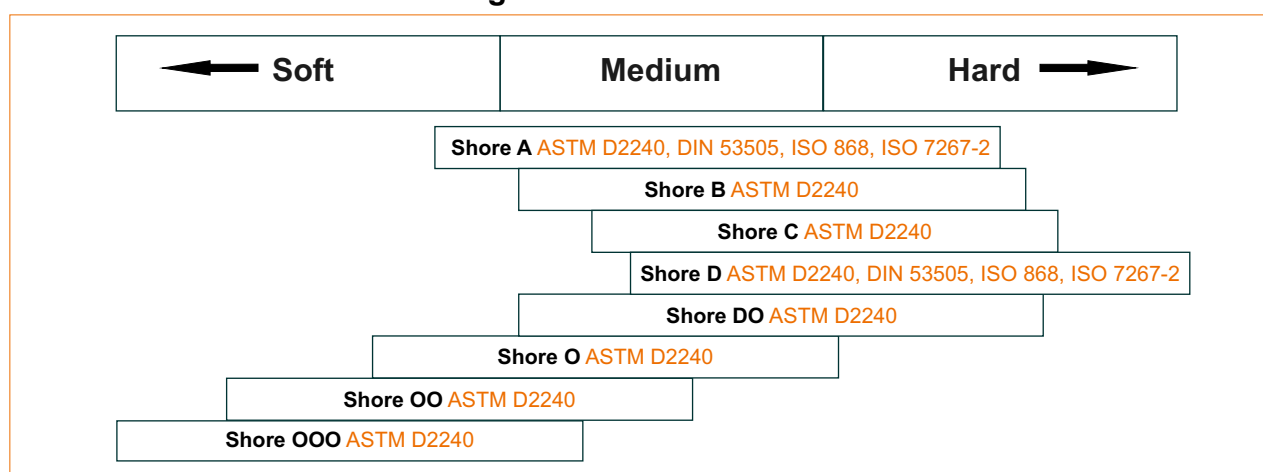 Soft Medium Hard
Shore A ASTM D2240, DIN 53505, ISO 868, ISO 7267-2
Shore B ASTM D2240
Shore C ASTM D2240
Shore D ASTM D2240, DIN 53505, ISO 868, ISO 7267-2
Shore DO ASTM D2240
Shore O ASTM D2240
Shore OO ASTM D2240
Shore OOO ASTM D2240